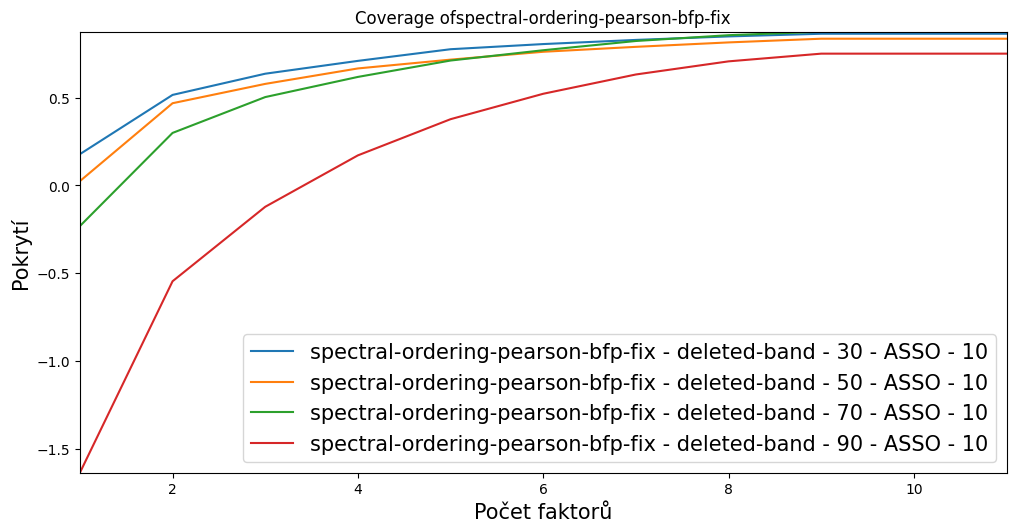 Coverage ofspectral-ordering-pearson-bfp-fix
Pokrytí
0.5
0.0
−0.5
−1.0
−1.5
spectral-ordering-pearson-bfp-fix - deleted-band - 30 - ASSO - 10
spectral-ordering-pearson-bfp-fix - deleted-band - 50 - ASSO - 10
spectral-ordering-pearson-bfp-fix - deleted-band - 70 - ASSO - 10
spectral-ordering-pearson-bfp-fix - deleted-band - 90 - ASSO - 10
2 4 6 8 10
Počet faktorů